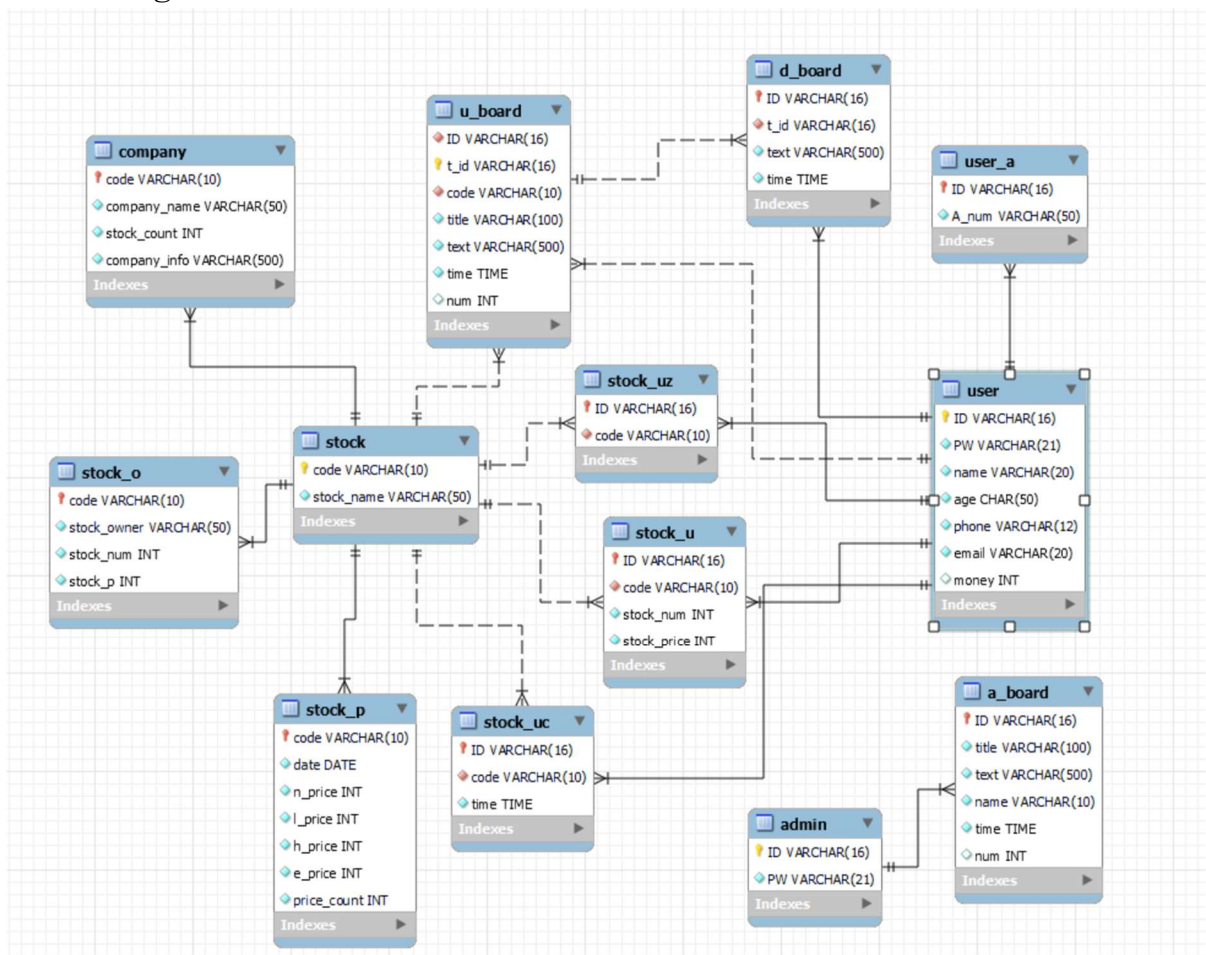 company
code VARCHAR(10)
company_name VARCHAR(50)
stock_count INT
company_info VARCHAR(500)
Indexes
u_board
ID VARCHAR(16)
t_id VARCHAR(16)
code VARCHAR(10)
title VARCHAR(100)
text VARCHAR(500)
time TIME
num INT
Indexes
d_board
ID VARCHAR(16)
t_id VARCHAR(16)
text VARCHAR(500)
time TIME
Indexes
user_a
ID VARCHAR(16)
A_num VARCHAR(50)
Indexes
stock_uz
ID VARCHAR(16)
code VARCHAR(10)
Indexes
user
ID VARCHAR(16)
PW VARCHAR(21)
name VARCHAR(20)
age CHAR(50)
phone VARCHAR(12)
email VARCHAR(20)
money INT
Indexes
stock
code VARCHAR(10)
stock_name VARCHAR(50)
Indexes
stock_o
code VARCHAR(10)
stock_owner VARCHAR(50)
stock_num INT
stock_p INT
Indexes
stock_u
ID VARCHAR(16)
code VARCHAR(10)
stock_num INT
stock_price INT
Indexes
stock_p
code VARCHAR(10)
date DATE
n_price INT
l_price INT
h_price INT
e_price INT
price_count INT
Indexes
stock_uc
ID VARCHAR(16)
code VARCHAR(10)
time TIME
Indexes
admin
ID VARCHAR(16)
PW VARCHAR(21)
Indexes
a_board
ID VARCHAR(16)
title VARCHAR(100)
text VARCHAR(500)
name VARCHAR(10)
time TIME
num INT
Indexes